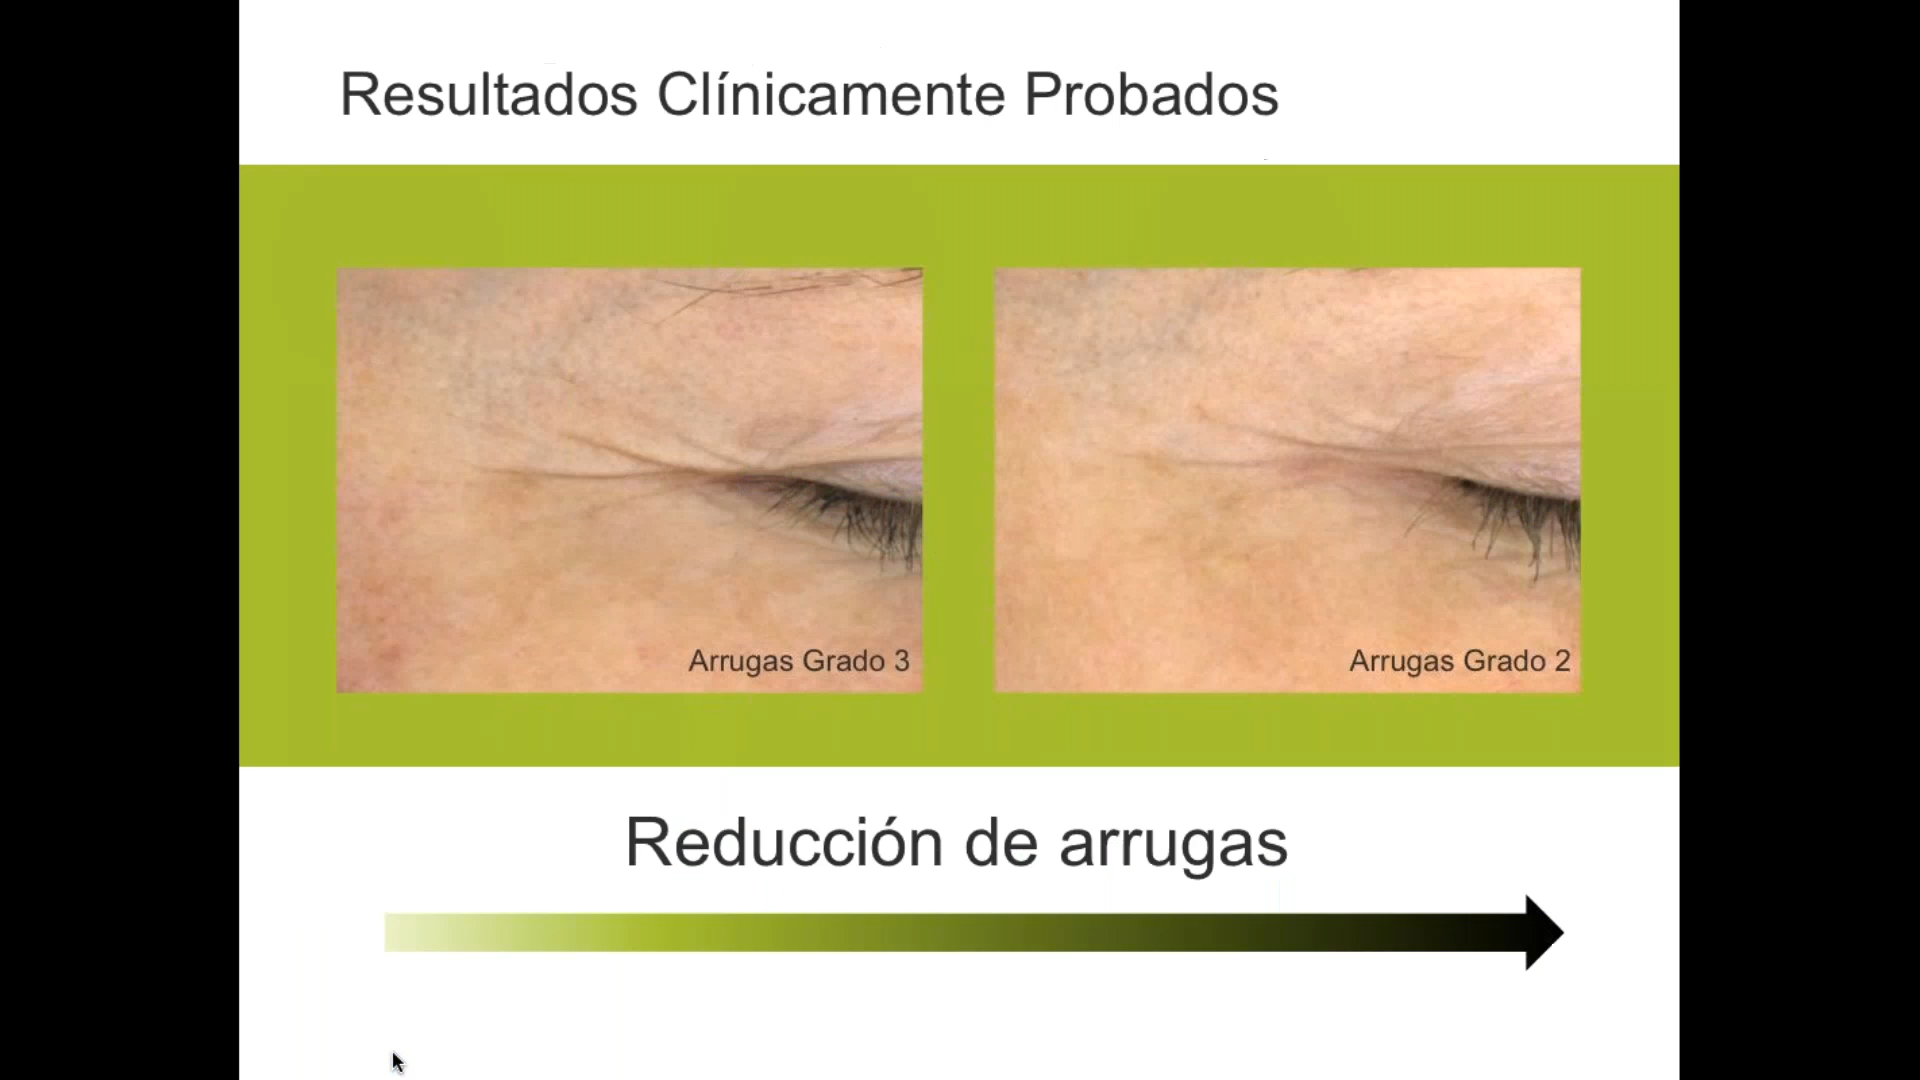 Resultados Clínicamente Probados
Arrugas Grado 3
Arrugas Grado 2
Reducción de arrugas